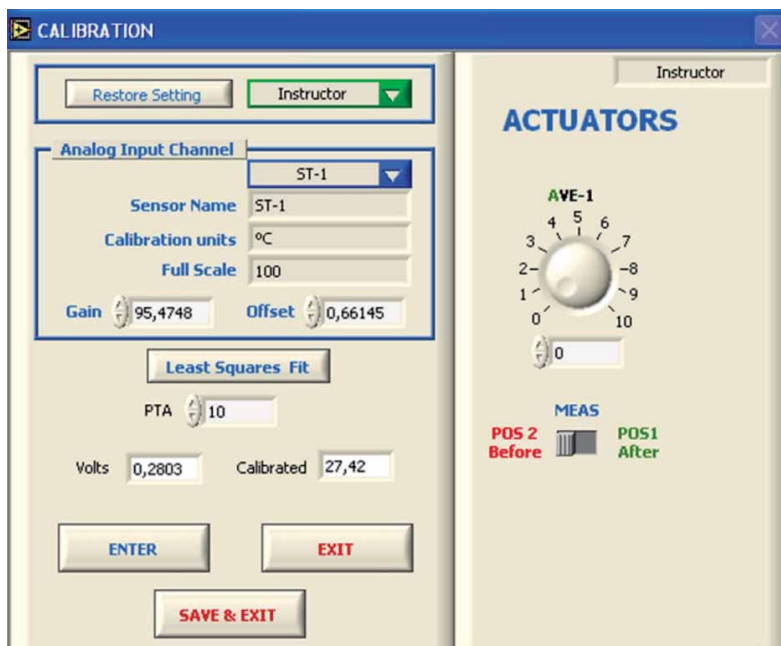 CALIBRATION
Restore Setting
Instructor
Analog Input Channel
ST-1
Sensor Name ST-1
Calibration units ºC
Full Scale 100
Gain 95,4748 Offset 0,66145
Least Squares Fit
PTA 10
Volts 0,2803 Calibrated 27,42
ENTER
EXIT
SAVE & EXIT
Instructor
ACTUATORS
AVE-1
0 1 2 3 4 5 6 7 8 9 10
0
MEAS
POS 2 Before
POS1 After